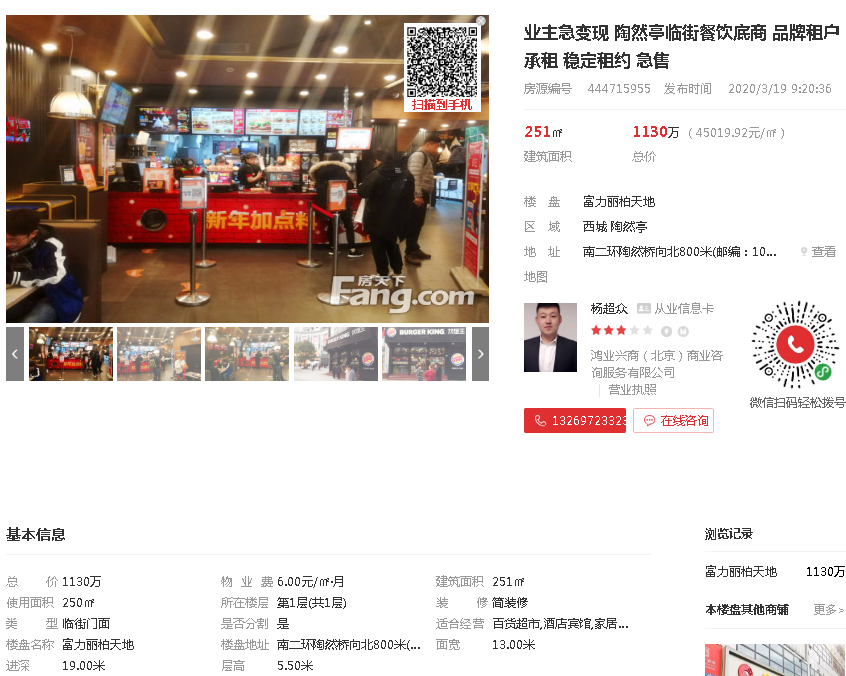 扫描到手机
新年加点料
房天下
Fang.com
BURGER KING
业主急变现 陶然亭临街餐饮底商 品牌租户
承租 稳定租约 急售
房源编号 444715955 发布时间 2020/3/19 9:20:36
251㎡ 1130万 ( 45019.92元/㎡ )
建筑面积 总价
楼 盘 富力丽柏天地
区 域 西城 陶然亭
地 址 南二环陶然桥向北800米(邮编：10... 查看
地图
杨超众 从业信息卡
鸿业兴商（北京）商业咨
询服务有限公司
营业执照
微信扫码轻松拨号
13269723323 在线咨询
基本信息
总 价 1130万 物 业 费 6.00元/㎡·月 建筑面积 251㎡
使用面积 250㎡ 所在楼层 第1层(共1层) 装 修 简装修
类 型 临街门面 是否分割 是 适合经营 百货超市,酒店宾馆,家居...
楼盘名称 富力丽柏天地 楼盘地址 南二环陶然桥向北800米(... 面宽 13.00米
进深 19.00米 层高 5.50米
浏览记录
富力丽柏天地 1130万
本楼盘其他商铺 更多>